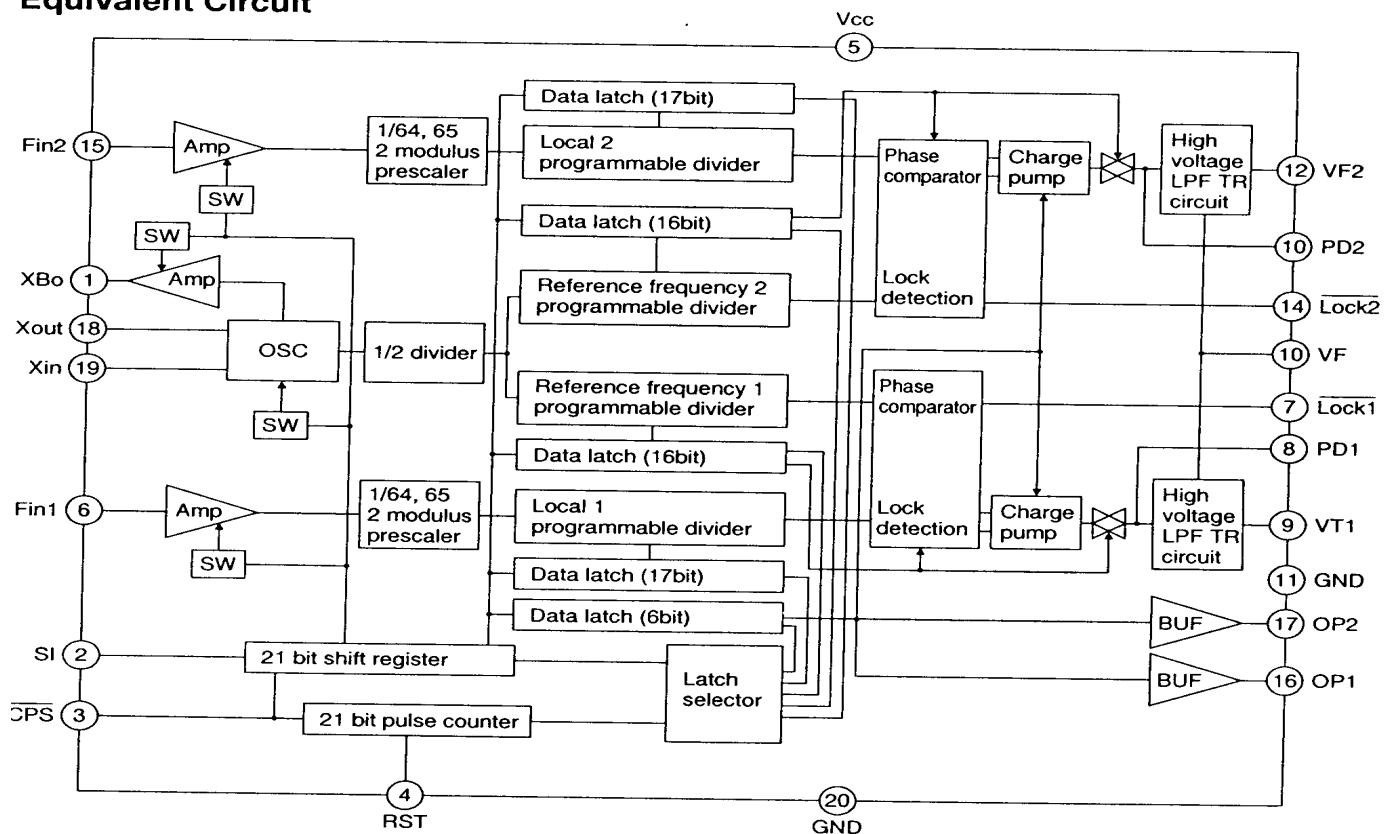 Equivalent Circuit
Vcc
5
Data latch (17bit)
Fin2
15
Amp
1/64, 65
2 modulus
prescaler
Local 2
programmable divider
Phase
comparator
Charge
pump
High
voltage
LPF TR
circuit
12
VF2
SW
SW
Data latch (16bit)
10
PD2
XBo
1
Amp
Reference frequency 2
programmable divider
Lock
detection
14
Lock2
Xout
18
OSC
1/2 divider
10
VF
Xin
19
Reference frequency 1
programmable divider
Phase
comparator
7
Lock1
SW
Data latch (16bit)
8
PD1
Fin1
6
Amp
1/64, 65
2 modulus
prescaler
Local 1
programmable divider
Lock
detection
Charge
pump
High
voltage
LPF TR
circuit
9
VT1
SW
Data latch (17bit)
11
GND
Data latch (6bit)
BUF
17
OP2
SI
2
21 bit shift register
Latch
selector
BUF
16
OP1
CPS
3
21 bit pulse counter
4
RST
20
GND